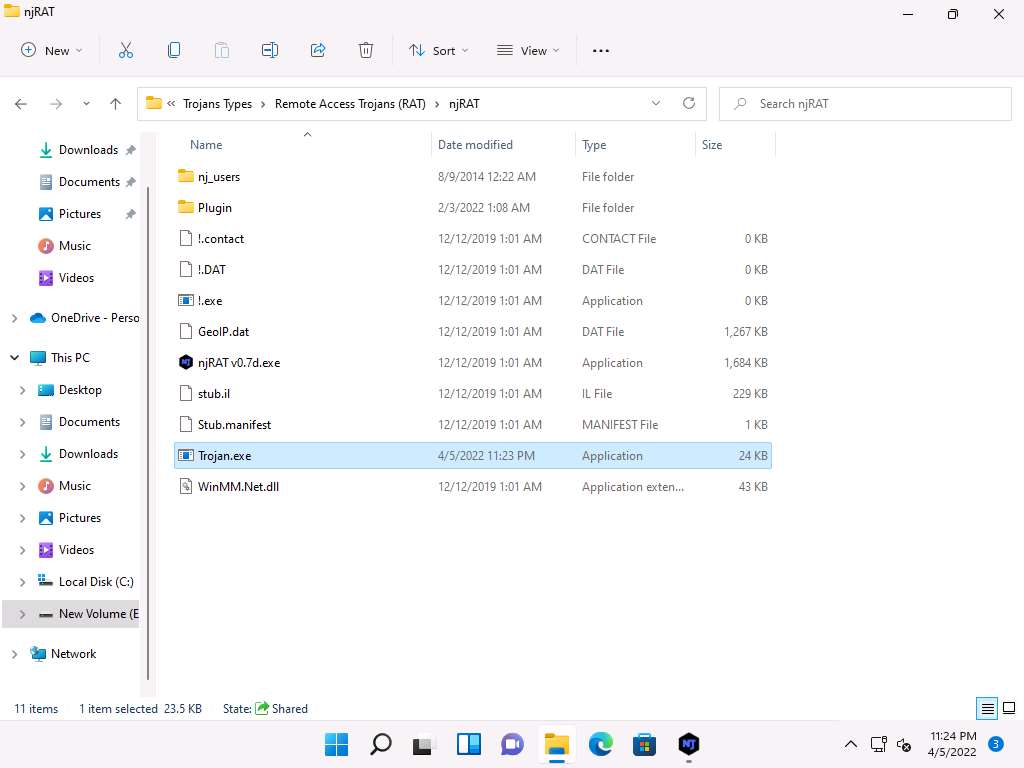 njRAT
New
Sort
View
« Trojans Types > Remote Access Trojans (RAT) > njRAT
Search njRAT
Downloads
Documents
Pictures
Music
Videos
OneDrive - Perso
This PC
Desktop
Documents
Downloads
Music
Pictures
Videos
Local Disk (C:)
New Volume (E
Network
Name Date modified Type Size
nj_users 8/9/2014 12:22 AM File folder
Plugin 2/3/2022 1:08 AM File folder
!.contact 12/12/2019 1:01 AM CONTACT File 0 KB
!.DAT 12/12/2019 1:01 AM DAT File 0 KB
!.exe 12/12/2019 1:01 AM Application 0 KB
GeoIP.dat 12/12/2019 1:01 AM DAT File 1,267 KB
njRAT v0.7d.exe 12/12/2019 1:01 AM Application 1,684 KB
stub.il 12/12/2019 1:01 AM IL File 229 KB
Stub.manifest 12/12/2019 1:01 AM MANIFEST File 1 KB
Trojan.exe 4/5/2022 11:23 PM Application 24 KB
WinMM.Net.dll 12/12/2019 1:01 AM Application exten... 43 KB
11 items 1 item selected 23.5 KB State: Shared
NJ
11:24 PM
4/5/2022
3